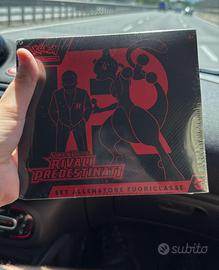 RIVALI
PREDESTINATI
SET ALLENATORE FUORICLASSE
subito